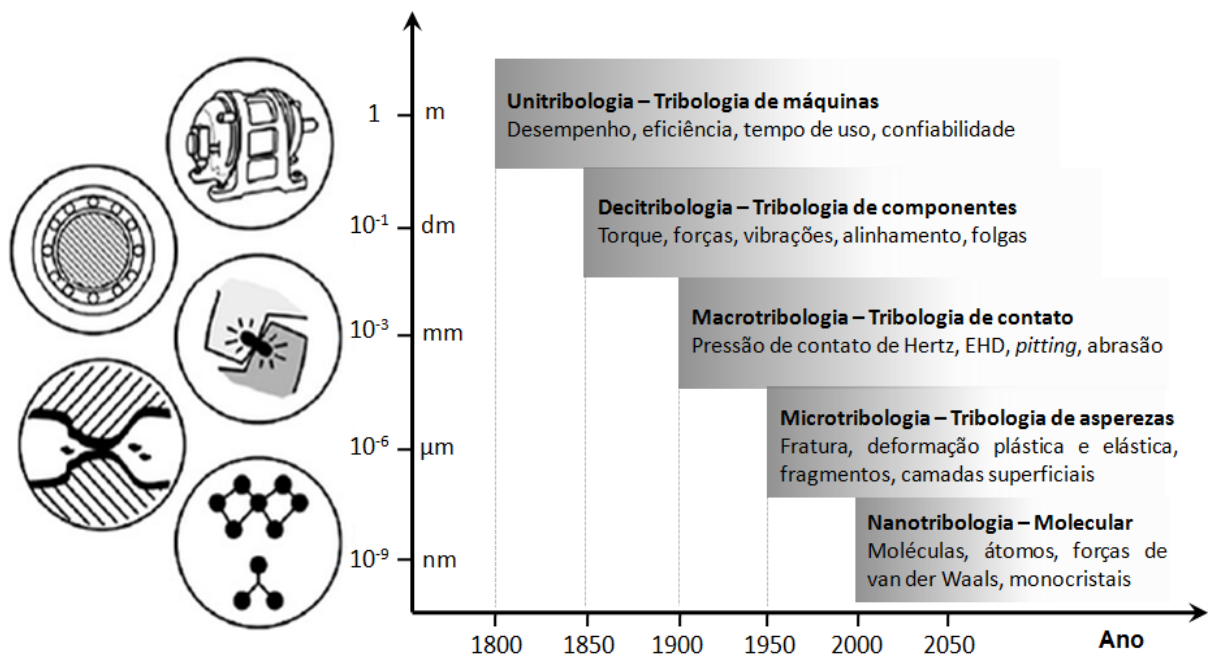 1 m
Unitribologia – Tribologia de máquinas
Desempenho, eficiência, tempo de uso, confiabilidade
10-1 dm
Decitribologia – Tribologia de componentes
Torque, forças, vibrações, alinhamento, folgas
10-3 mm
Macrotribologia – Tribologia de contato
Pressão de contato de Hertz, EHD, pitting, abrasão
10-6 µm
Microtribologia – Tribologia de asperezas
Fratura, deformação plástica e elástica,
fragmentos, camadas superficiais
10-9 nm
Nanotribologia – Molecular
Moléculas, átomos, forças de
van der Waals, monocristais
1800 1850 1900 1950 2000 2050 Ano